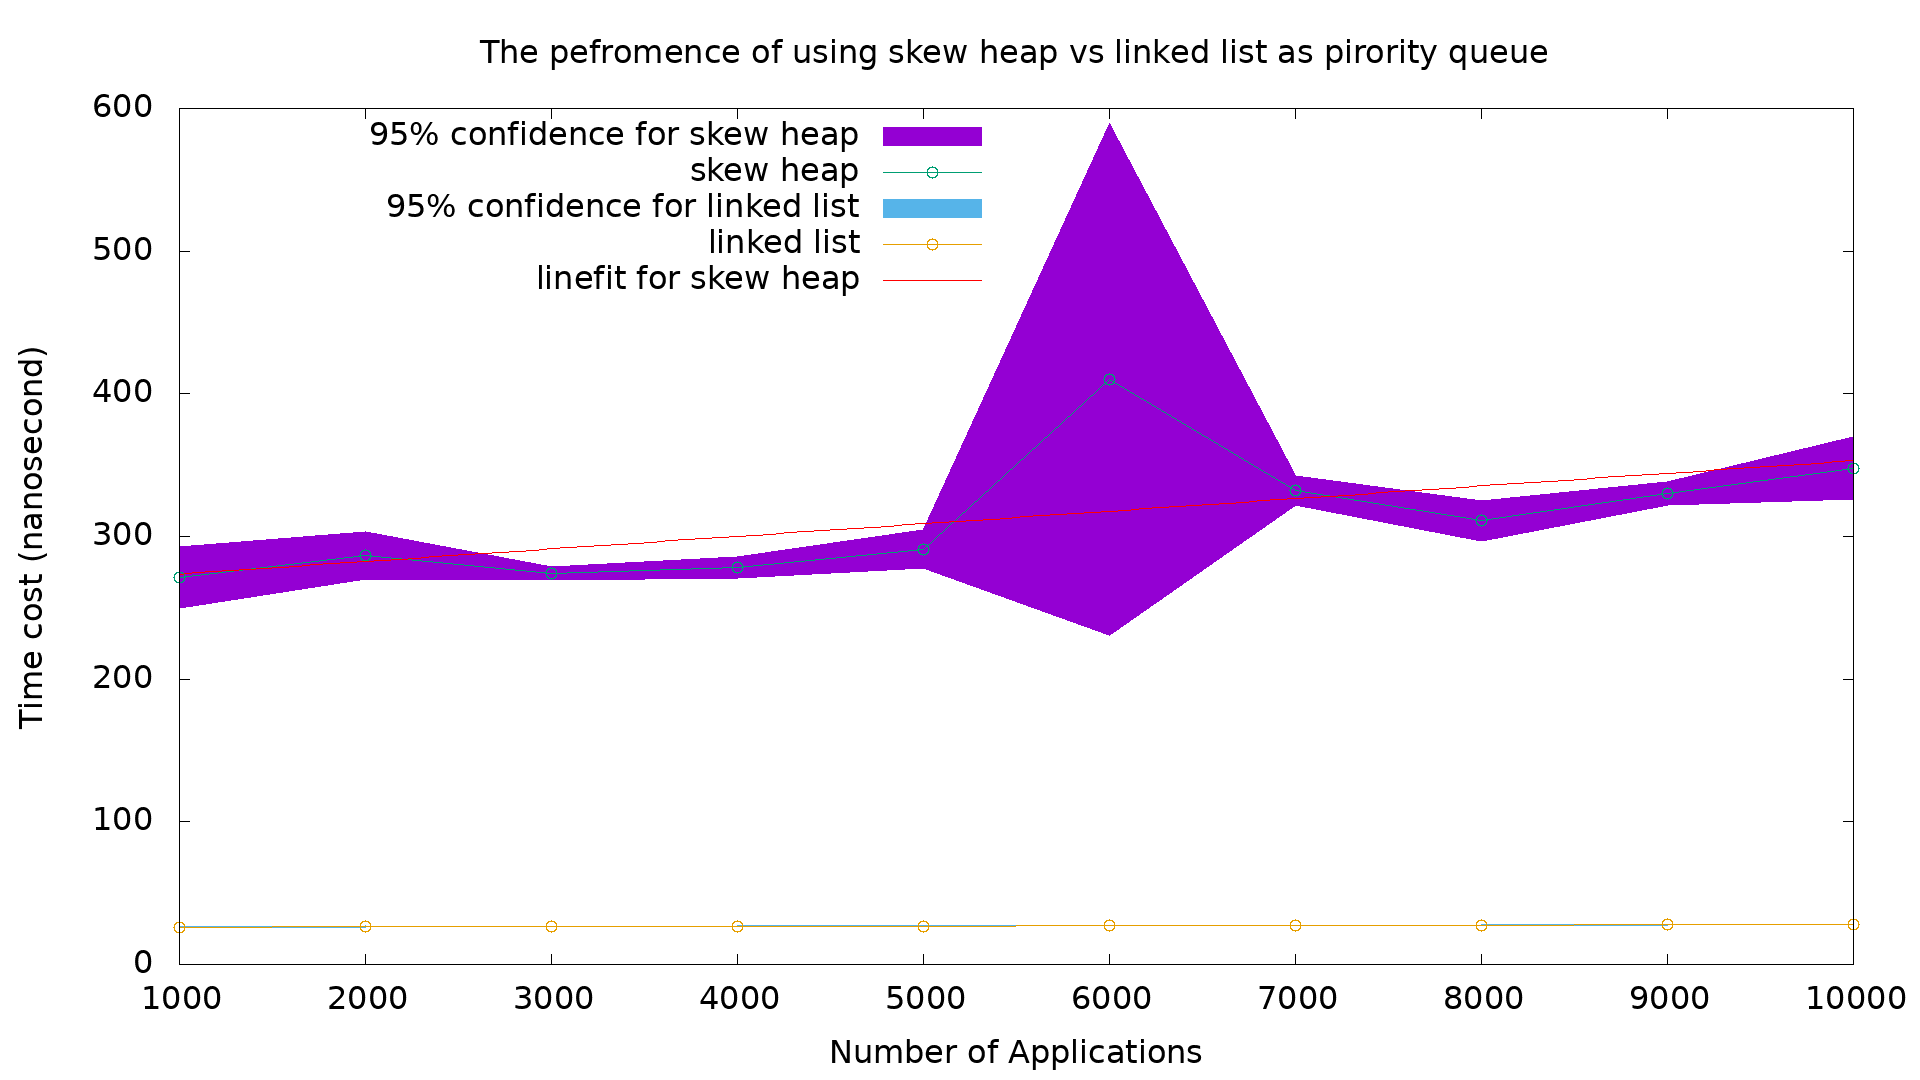 The pefromence of using skew heap vs linked list as pirority queue
600
500
400
300
200
100
0
95% confidence for skew heap
skew heap
95% confidence for linked list
linked list
linefit for skew heap
Time cost (nanosecond)
1000 2000 3000 4000 5000 6000 7000 8000 9000 10000
Number of Applications